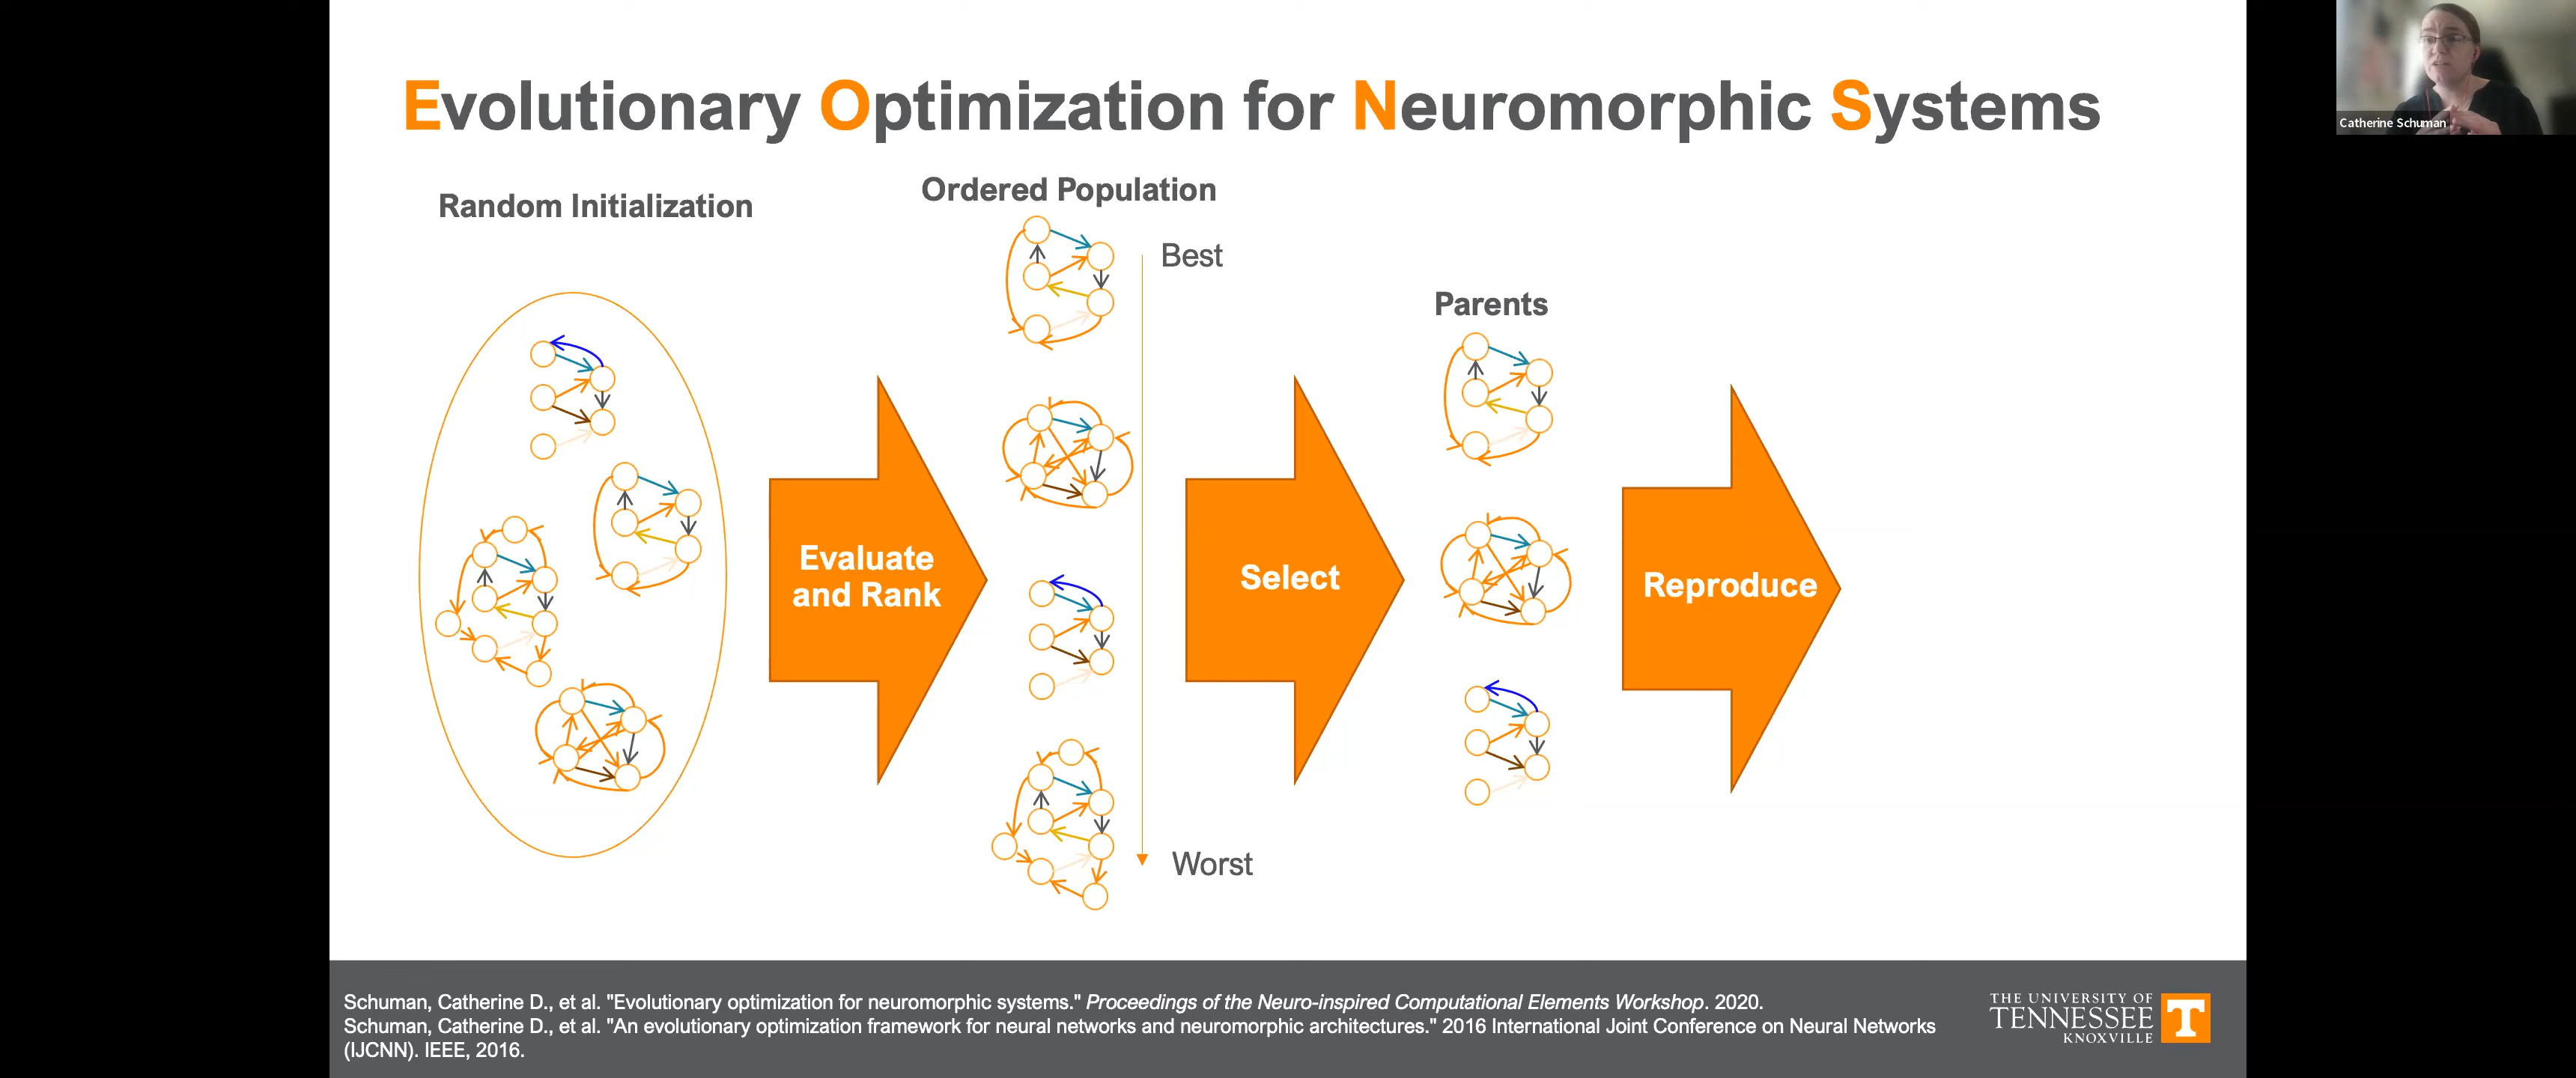 Evolutionary Optimization for Neuromorphic Systems
Catherine Schuman
Random Initialization
Ordered Population
Best
Parents
Evaluate
and Rank
Select
Reproduce
Worst
Schuman, Catherine D., et al. "Evolutionary optimization for neuromorphic systems." Proceedings of the Neuro-inspired Computational Elements Workshop. 2020.
Schuman, Catherine D., et al. "An evolutionary optimization framework for neural networks and neuromorphic architectures." 2016 International Joint Conference on Neural Networks
(IJCNN). IEEE, 2016.
THE UNIVERSITY OF
TENNESSEE
KNOXVILLE
T